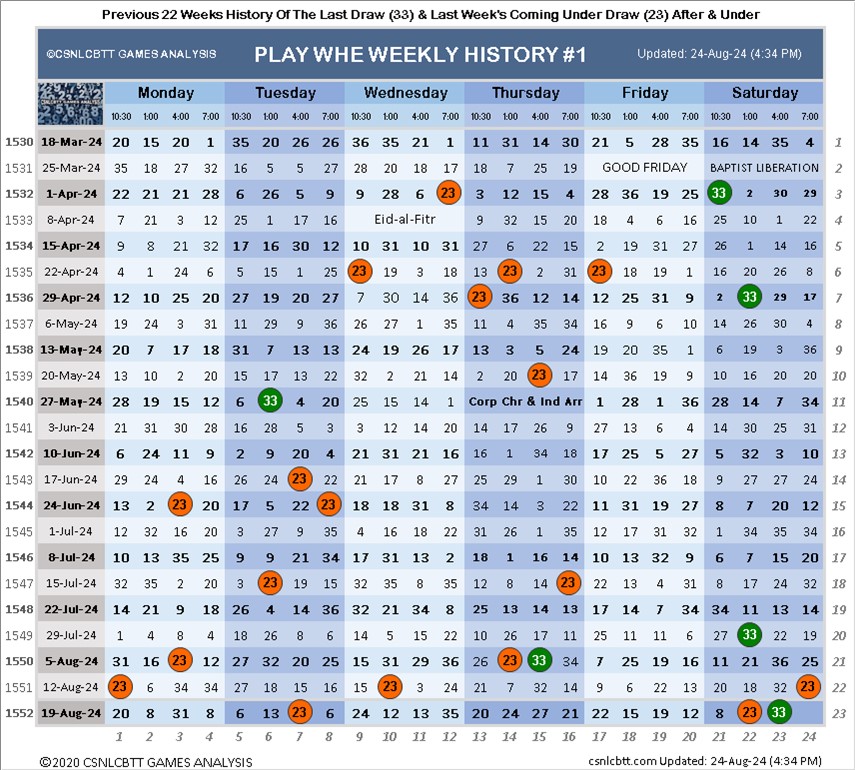 Previous 22 Weeks History Of The Last Draw (33) & Last Week's Coming Under Draw (23) After & Under
©CSNLCBTT GAMES ANALYSIS PLAY WHE WEEKLY HISTORY #1 Updated: 24-Aug-24 (4:34 PM)
Monday Tuesday Wednesday Thursday Friday Saturday
10:30 1:00 4:00 7:00 10:30 1:00 4:00 7:00 10:30 1:00 4:00 7:00 10:30 1:00 4:00 7:00 10:30 1:00 4:00 7:00 10:30 1:00 4:00 7:00
1530 18-Mar-24 20 15 20 1 35 20 26 26 36 35 21 1 11 31 14 30 21 5 28 35 16 14 35 4 1
1531 25-Mar-24 35 18 27 32 16 5 5 27 28 20 18 17 18 7 25 19 GOOD FRIDAY BAPTIST LIBERATION 2
1532 1-Apr-24 22 21 21 28 6 26 5 9 9 28 6 23 3 12 15 4 28 36 19 25 33 2 30 29 3
1533 8-Apr-24 7 21 3 12 25 1 17 16 Eid-al-Fitr 9 32 15 20 18 4 6 16 25 10 1 22 4
1534 15-Apr-24 9 8 21 32 17 16 30 12 10 31 10 31 27 6 22 15 2 19 31 27 26 1 14 16 5
1535 22-Apr-24 4 1 24 6 5 15 1 25 23 19 3 18 13 23 2 31 23 18 19 1 16 20 26 8 6
1536 29-Apr-24 12 10 25 20 27 19 20 27 7 30 14 36 23 36 12 14 12 25 31 9 2 33 29 17 7
1537 6-May-24 19 24 3 31 11 29 9 36 26 27 1 35 11 4 35 34 16 9 6 10 14 26 30 4 8
1538 13-May-24 20 7 17 18 31 7 13 13 24 19 26 17 13 3 5 24 19 20 35 1 6 19 3 36 9
1539 20-May-24 13 10 2 20 15 17 13 22 32 2 21 14 2 20 23 17 14 36 19 9 10 16 20 20 10
1540 27-May-24 28 19 15 12 6 33 4 20 25 15 14 1 Corp Chr & Ind Arr 1 28 1 36 28 14 7 34 11
1541 3-Jun-24 21 31 30 28 16 28 5 3 3 12 14 20 14 17 26 9 27 13 6 4 14 30 25 31 12
1542 10-Jun-24 6 24 11 9 2 9 20 4 31 31 21 16 16 1 34 18 17 25 5 27 5 32 3 10 13
1543 17-Jun-24 29 24 4 16 26 24 23 22 21 17 8 27 25 29 1 30 10 22 36 18 9 27 27 24 14
1544 24-Jun-24 13 2 23 20 17 5 22 23 18 18 31 8 34 14 3 22 11 31 19 27 8 7 20 12 15
1545 1-Jul-24 12 32 16 20 3 27 9 35 4 16 18 22 31 26 1 35 12 17 31 32 1 34 35 34 16
1546 8-Jul-24 10 13 35 25 9 9 21 34 17 31 13 2 18 1 16 14 10 13 32 9 6 7 15 20 17
1547 15-Jul-24 32 35 2 20 3 23 19 15 32 35 8 35 12 8 14 23 22 13 4 31 8 17 24 32 18
1548 22-Jul-24 14 21 9 18 26 4 14 36 32 21 34 8 25 13 14 13 17 14 7 34 34 11 13 14 19
1549 29-Jul-24 1 4 8 4 18 26 8 6 14 5 15 22 10 26 17 11 25 11 11 6 27 33 22 19 20
1550 5-Aug-24 31 16 23 12 27 32 20 25 15 31 29 36 26 23 33 34 7 25 19 16 11 21 36 25 21
1551 12-Aug-24 23 6 34 34 27 18 15 16 15 23 3 24 21 7 32 14 9 6 22 13 20 18 32 23 22
1552 19-Aug-24 20 8 31 8 6 13 23 6 24 12 13 35 20 24 27 21 22 15 19 12 8 23 33 23
1 2 3 4 5 6 7 8 9 10 11 12 13 14 15 16 17 18 19 20 21 22 23 24
©2020 CSNLCBTT GAMES ANALYSIS csnlcbtt.com Updated: 24-Aug-24 (4:34 PM)